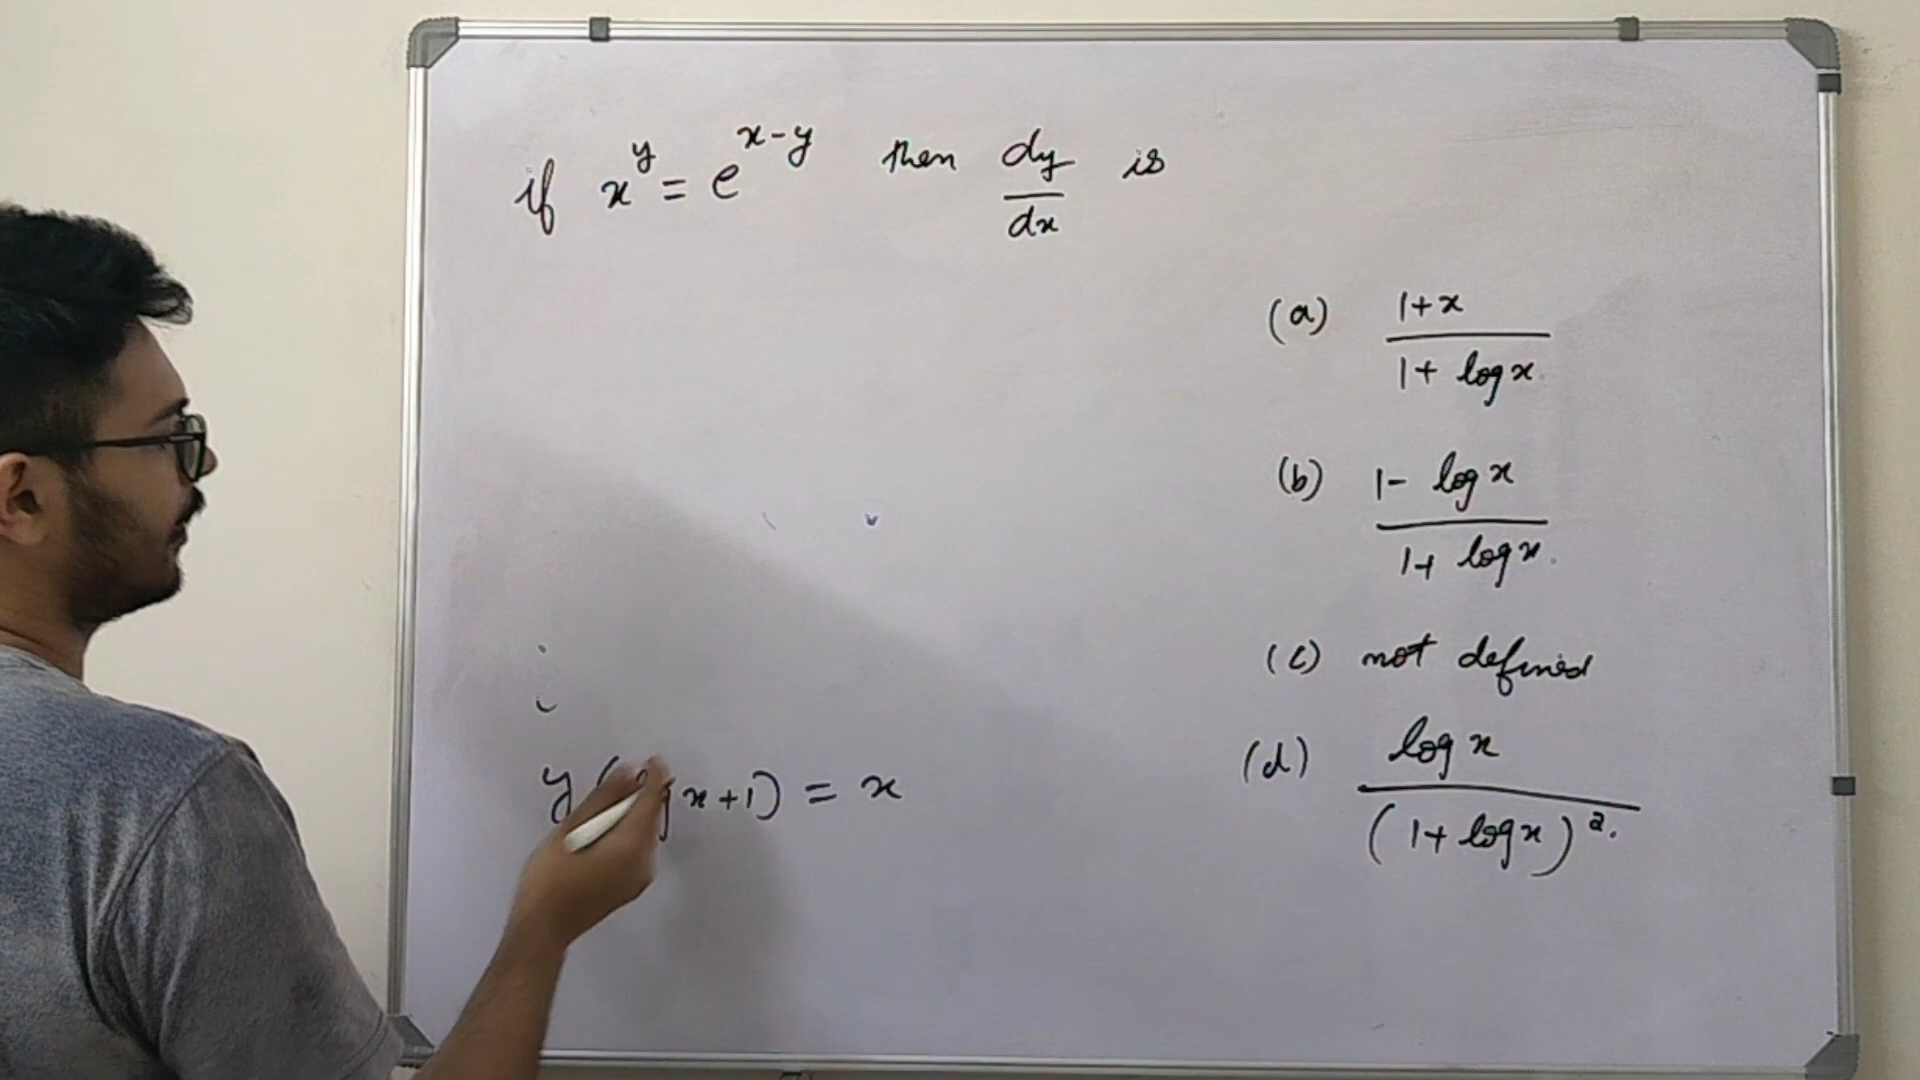 if x^y = e^(x-y) then dy/dx is
(a) (1+x)/(1+ log x)
(b) (1- log x)/(1+ log x).
(c) not defined
(d) log x/(1+ log x)^2.
y( x+1) = x